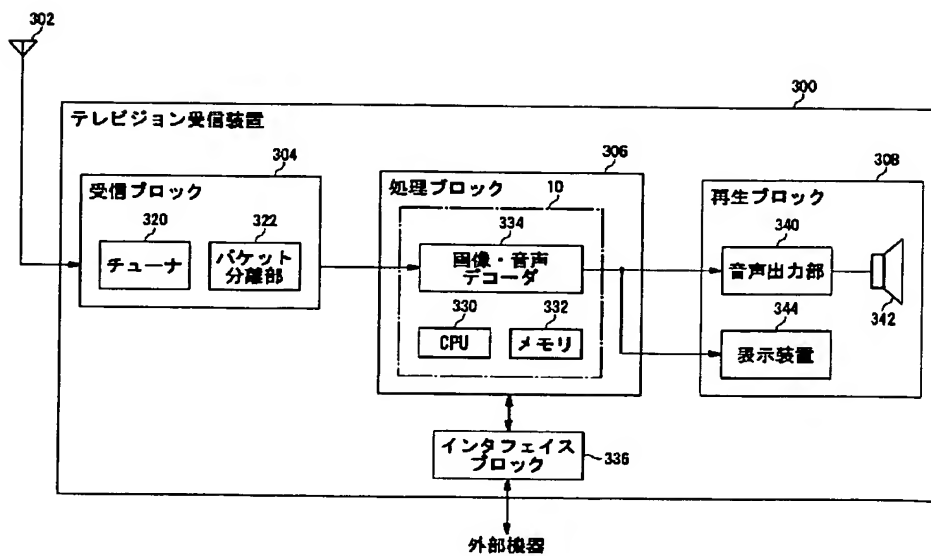 302
300
テレビジョン受信装置
304
受信ブロック
320
チューナ
322
パケット
分離部
306
処理ブロック
10
334
画像・音声
デコーダ
330
CPU
332
メモリ
308
再生ブロック
340
音声出力部
342
344
表示装置
インタフェイス
ブロック
336
外部機器